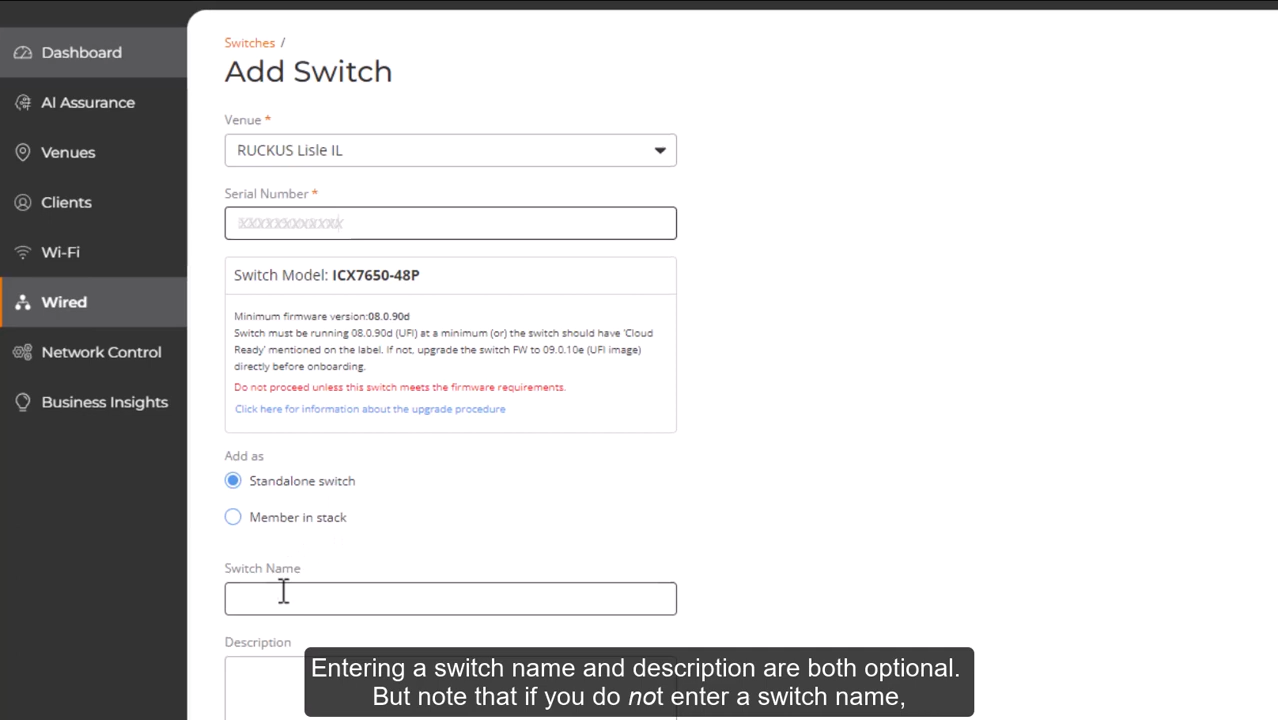 Dashboard
AI Assurance
Venues
Clients
Wi-Fi
Wired
Network Control
Business Insights
Switches /
Add Switch
Venue *
RUCKUS Lisle IL
Serial Number *
Switch Model: ICX7650-48P
Minimum firmware version:08.0.90d
Switch must be running 08.0.90d (UFI) at a minimum (or) the switch should have 'Cloud
Ready' mentioned on the label. If not, upgrade the switch FW to 09.0.10e (UFI image)
directly before onboarding.
Do not proceed unless this switch meets the firmware requirements.
Click here for information about the upgrade procedure
Add as
Standalone switch
Member in stack
Switch Name
Description
Entering a switch name and description are both optional.
But note that if you do not enter a switch name,